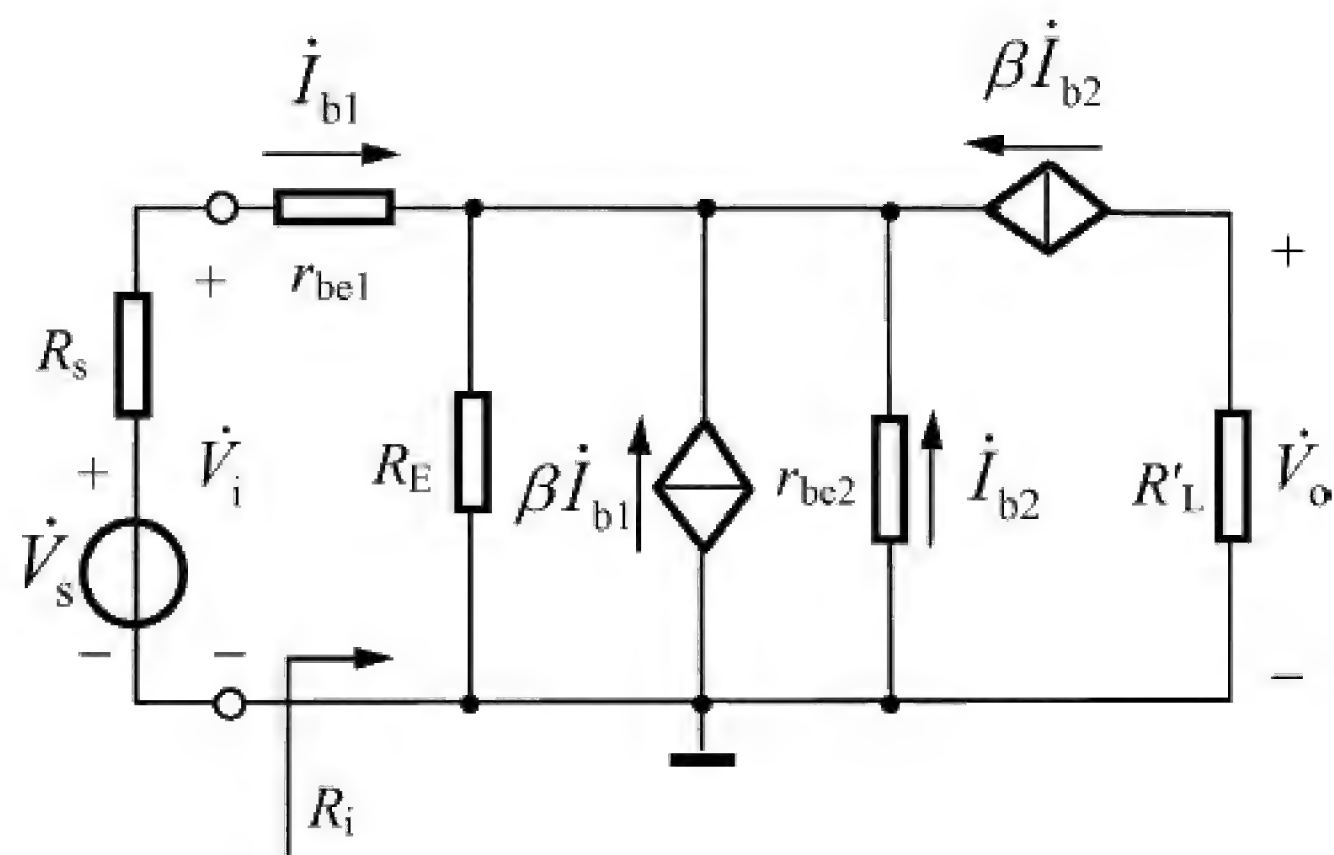 İb1
βİb2
+
rbe1
+
Rs
+
V̇i
RE
βİb1
rbe2
İb2
R'L
V̇o
V̇s
−
−
−
Ri